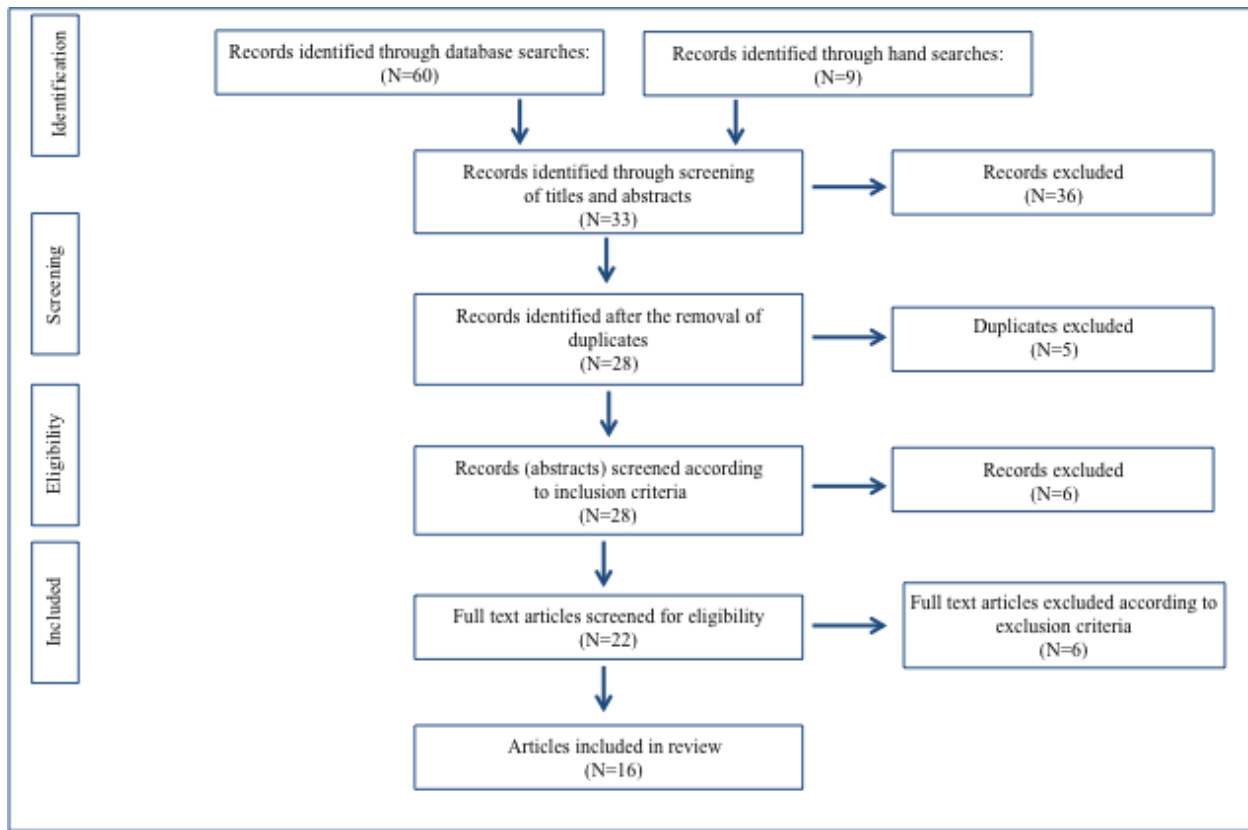 Identification
Records identified through database searches:
(N=60)
Records identified through hand searches:
(N=9)
Records identified through screening
of titles and abstracts
(N=33)
Records excluded
(N=36)
Screening
Records identified after the removal of
duplicates
(N=28)
Duplicates excluded
(N=5)
Eligibility
Records (abstracts) screened according
to inclusion criteria
(N=28)
Records excluded
(N=6)
Included
Full text articles screened for eligibility
(N=22)
Full text articles excluded according to
exclusion criteria
(N=6)
Articles included in review
(N=16)